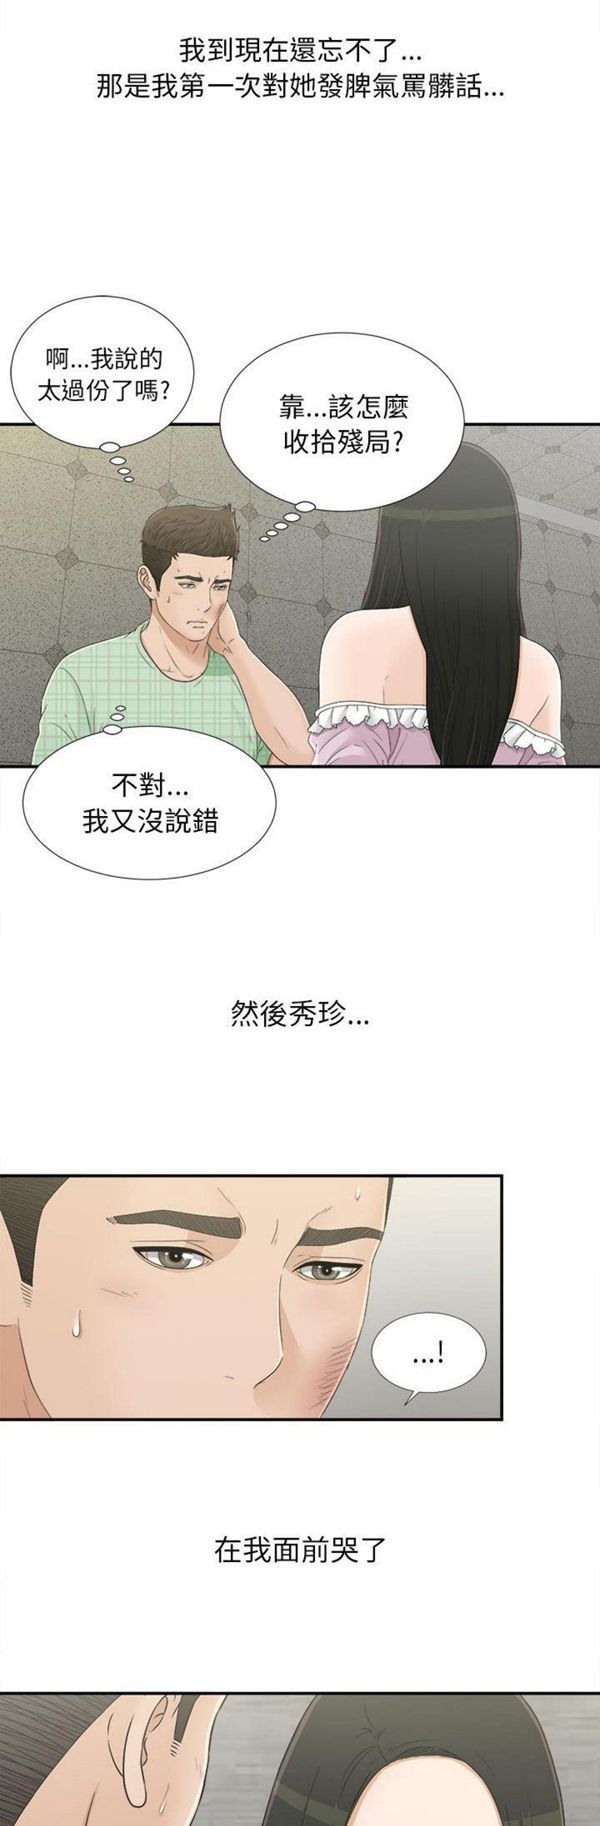 我到現在還忘不了...
那是我第一次對她發脾氣罵髒話...
啊...我說的
太過份了嗎?
靠...該怎麼
收拾殘局?
不對...
我又沒說錯
然後秀珍...
...!
在我面前哭了